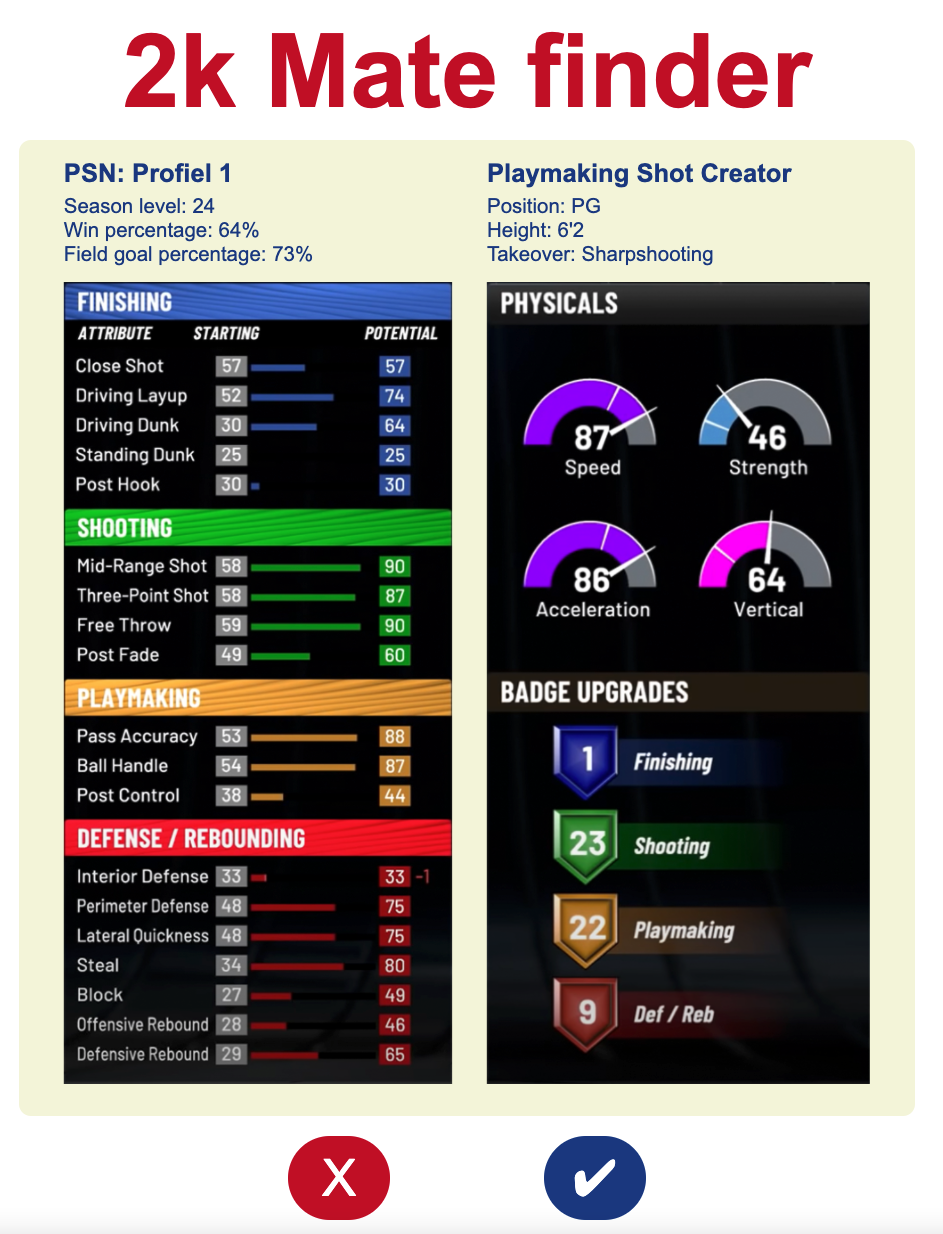 2k Mate finder
PSN: Profiel 1
Season level: 24
Win percentage: 64%
Field goal percentage: 73%
FINISHING
ATTRIBUTE STARTING POTENTIAL
Close Shot 57 57
Driving Layup 52 74
Driving Dunk 30 64
Standing Dunk 25 25
Post Hook 30 30
SHOOTING
Mid-Range Shot 58 90
Three-Point Shot 58 87
Free Throw 59 90
Post Fade 49 60
PLAYMAKING
Pass Accuracy 53 88
Ball Handle 54 87
Post Control 38 44
DEFENSE / REBOUNDING
Interior Defense 33 33 -1
Perimeter Defense 48 75
Lateral Quickness 48 75
Steal 34 80
Block 27 49
Offensive Rebound 28 46
Defensive Rebound 29 65
Playmaking Shot Creator
Position: PG
Height: 6'2
Takeover: Sharpshooting
PHYSICALS
87 46
Speed Strength
86 64
Acceleration Vertical
BADGE UPGRADES
1 Finishing
23 Shooting
22 Playmaking
9 Def / Reb
X ✔